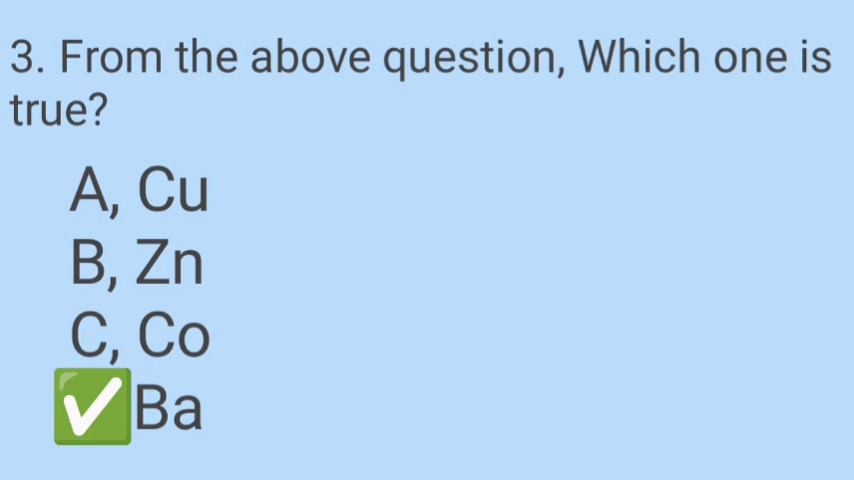 3. From the above question, Which one is
true?
A, Cu
B, Zn
C, Co
✅Ba